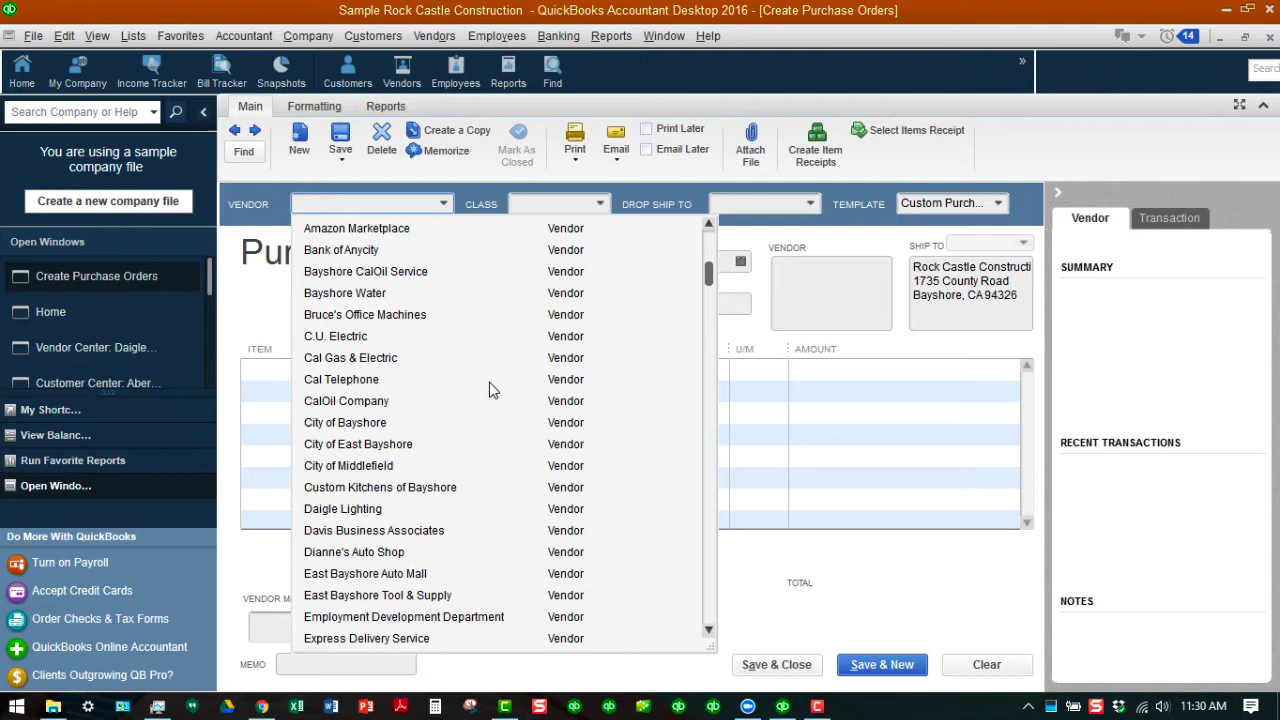 Sample Rock Castle Construction - QuickBooks Accountant Desktop 2016 - [Create Purchase Orders]
File Edit View Lists Favorites Accountant Company Customers Vendors Employees Banking Reports Window Help 14
Home My Company Income Tracker Bill Tracker Snapshots Customers Vendors Employees Reports Find » Searc
Search Company or Help
You are using a sample
company file
Create a new company file
Open Windows
Create Purchase Orders
Home
Vendor Center: Daigle...
Customer Center: Aber...
My Shortc...
View Balanc...
Run Favorite Reports
Open Windo...
Do More With QuickBooks
Turn on Payroll
Accept Credit Cards
Order Checks & Tax Forms
QuickBooks Online Accountant
Clients Outgrowing QB Pro?
Main Formatting Reports
Find
New
Save
Delete
Create a Copy
Memorize
Mark As
Closed
Print
Email
Print Later
Email Later
Attach
File
Create Item
Receipts
Select Items Receipt
VENDOR CLASS DROP SHIP TO TEMPLATE Custom Purch...
Pur
Amazon Marketplace Vendor
Bank of Anycity Vendor
Bayshore CalOil Service Vendor
Bayshore Water Vendor
Bruce's Office Machines Vendor
C.U. Electric Vendor
Cal Gas & Electric Vendor
Cal Telephone Vendor
CalOil Company Vendor
City of Bayshore Vendor
City of East Bayshore Vendor
City of Middlefield Vendor
Custom Kitchens of Bayshore Vendor
Daigle Lighting Vendor
Davis Business Associates Vendor
Dianne's Auto Shop Vendor
East Bayshore Auto Mall Vendor
East Bayshore Tool & Supply Vendor
Employment Development Department Vendor
Express Delivery Service Vendor
VENDOR
SHIP TO
Rock Castle Constructi
1735 County Road
Bayshore, CA 94326
ITEM U/M AMOUNT
TOTAL
VENDOR M
MEMO
Save & Close Save & New Clear
Vendor Transaction
SUMMARY
RECENT TRANSACTIONS
NOTES
11:30 AM